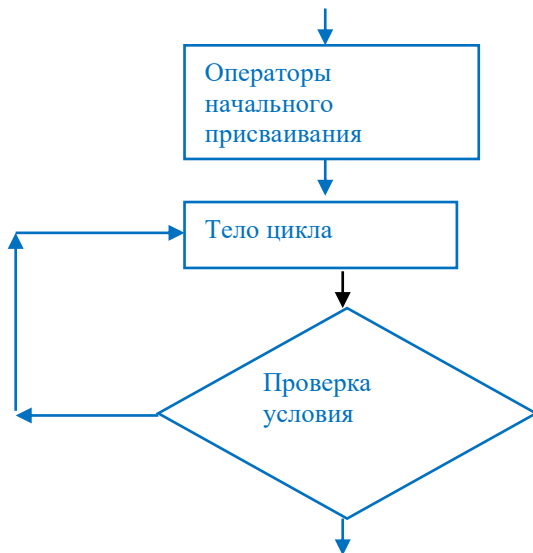 Операторы
начального
присваивания
Тело цикла
Проверка
условия